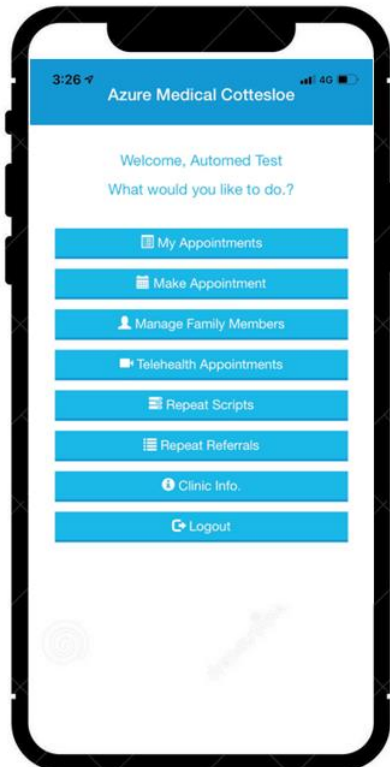 3:26 4G
Azure Medical Cottesloe
Welcome, Automed Test
What would you like to do.?
My Appointments
Make Appointment
Manage Family Members
Telehealth Appointments
Repeat Scripts
Repeat Referrals
Clinic Info.
Logout